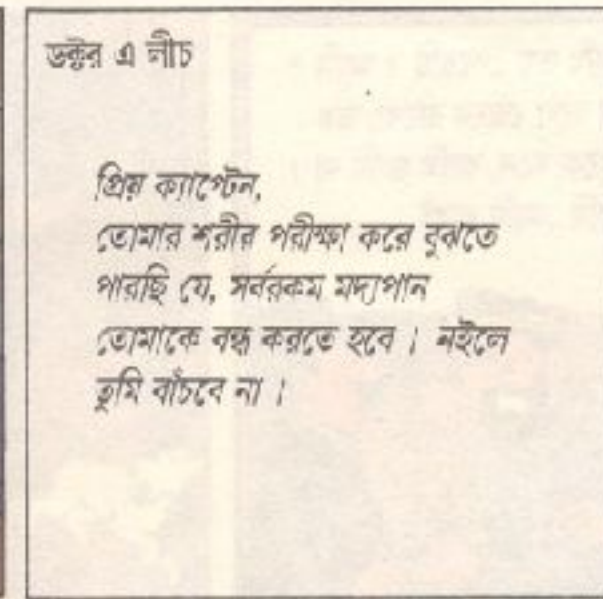 ডক্টর এ লীচ
প্রিয় ক্যাপ্টেন,
তোমার শরীর পরীক্ষা করে বুঝতে
পারছি যে, সর্বরকম মদ্যপান
তোমাকে বন্ধ করতে হবে । নইলে
তুমি বাঁচবে না ।